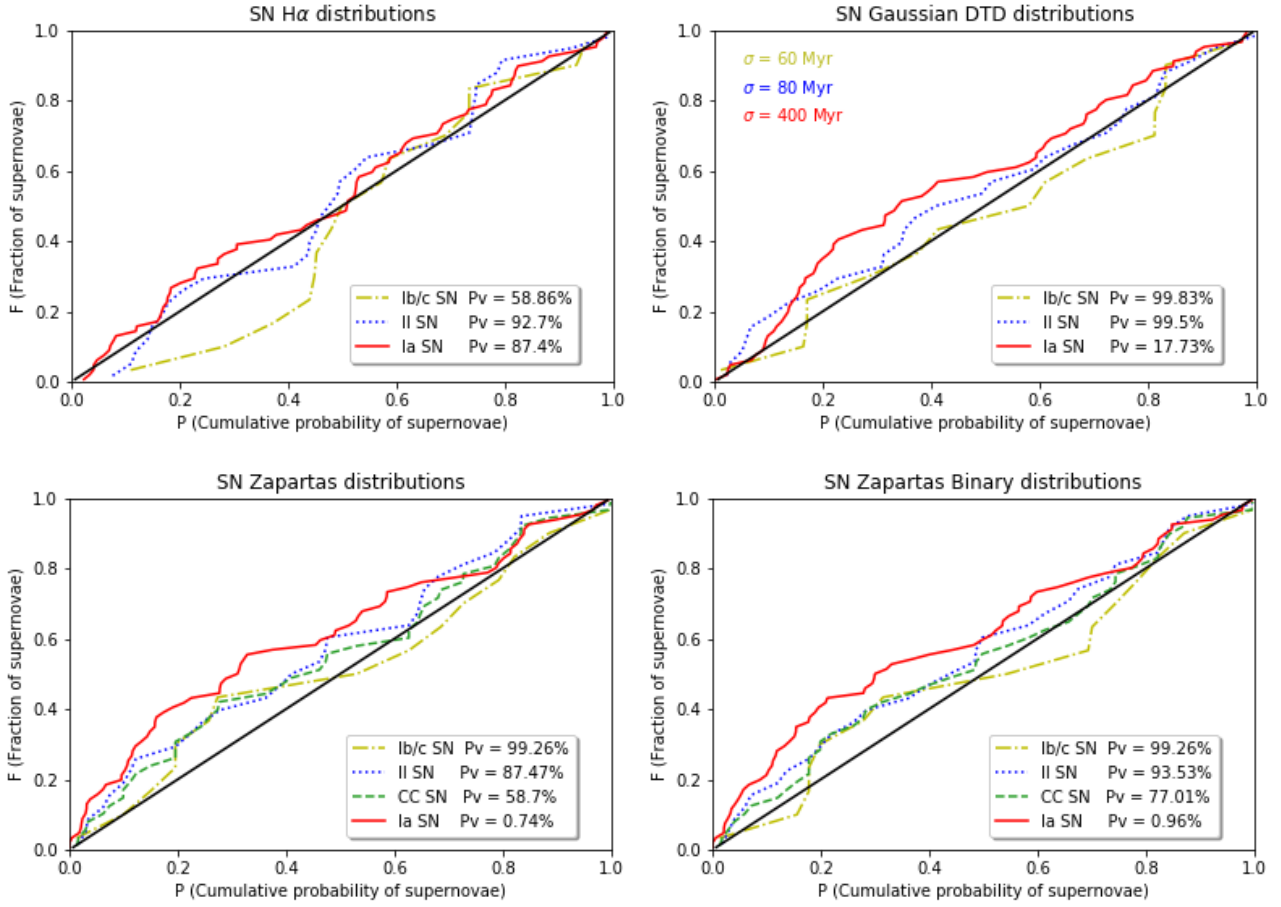 SN Hα distributions
F (Fraction of supernovae)
1.0
0.8
0.6
0.4
0.2
0.0
Ib/c SN Pv = 58.86%
II SN Pv = 92.7%
Ia SN Pv = 87.4%
0.0 0.2 0.4 0.6 0.8 1.0
P (Cumulative probability of supernovae)
SN Gaussian DTD distributions
F (Fraction of supernovae)
1.0
0.8
0.6
0.4
0.2
0.0
σ = 60 Myr
σ = 80 Myr
σ = 400 Myr
Ib/c SN Pv = 99.83%
II SN Pv = 99.5%
Ia SN Pv = 17.73%
0.0 0.2 0.4 0.6 0.8 1.0
P (Cumulative probability of supernovae)
SN Zapartas distributions
F (Fraction of supernovae)
1.0
0.8
0.6
0.4
0.2
0.0
Ib/c SN Pv = 99.26%
II SN Pv = 87.47%
CC SN Pv = 58.7%
Ia SN Pv = 0.74%
0.0 0.2 0.4 0.6 0.8 1.0
P (Cumulative probability of supernovae)
SN Zapartas Binary distributions
F (Fraction of supernovae)
1.0
0.8
0.6
0.4
0.2
0.0
Ib/c SN Pv = 99.26%
II SN Pv = 93.53%
CC SN Pv = 77.01%
Ia SN Pv = 0.96%
0.0 0.2 0.4 0.6 0.8 1.0
P (Cumulative probability of supernovae)